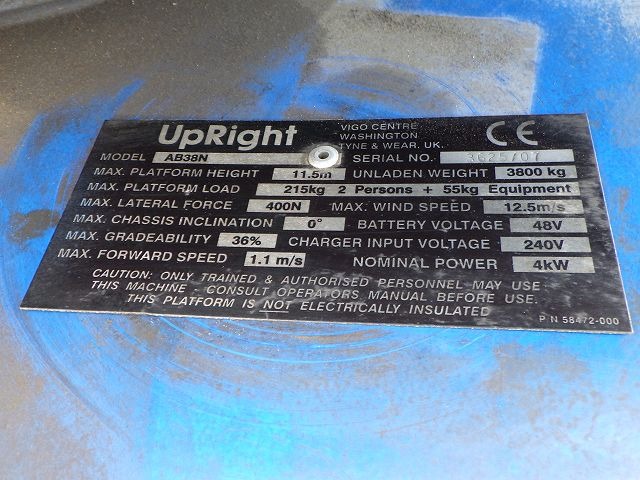 UpRight
VIGO CENTRE
WASHINGTON
TYNE & WEAR. UK.
CE
MODEL AB38N SERIAL NO. 3625/07
MAX. PLATFORM HEIGHT 11.5m UNLADEN WEIGHT 3800 kg
MAX. PLATFORM LOAD 215kg 2 Persons + 55kg Equipment
MAX. LATERAL FORCE 400N MAX. WIND SPEED 12.5m/s
MAX. CHASSIS INCLINATION 0° BATTERY VOLTAGE 48V
MAX. GRADEABILITY 36% CHARGER INPUT VOLTAGE 240V
MAX. FORWARD SPEED 1.1 m/s NOMINAL POWER 4kW
CAUTION: ONLY TRAINED & AUTHORISED PERSONNEL MAY USE
THIS MACHINE - CONSULT OPERATORS MANUAL BEFORE USE.
THIS PLATFORM IS NOT ELECTRICALLY INSULATED
P N 58472-000